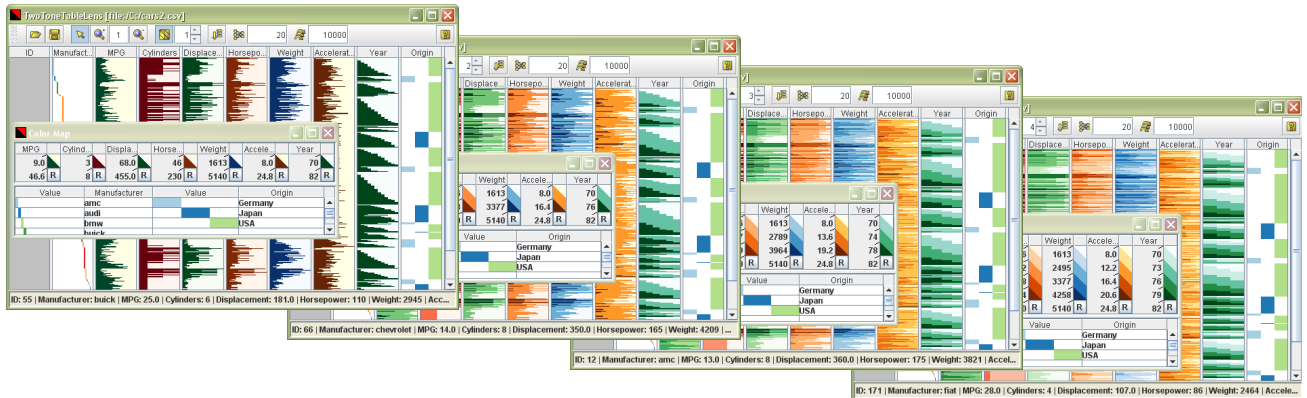 TwoToneTableLens [file:/C:/cars2.csv]
1 1 20 10000
ID Manufact... MPG Cylinders Displace... Horsepo... Weight Accelerat... Year Origin
Color Map
MPG Cylind... Displa... Horse... Weight Accele... Year
9.0 3 68.0 46 1613 8.0 70
46.6 R 8 R 455.0 R 230 R 5140 R 24.8 R 82 R
Value Manufacturer Value Origin
amc Germany
audi Japan
bmw USA
buick
ID: 55 | Manufacturer: buick | MPG: 25.0 | Cylinders: 6 | Displacement: 181.0 | Horsepower: 110 | Weight: 2945 | Acc...
2 20 10000
Displace... Horsepo... Weight Accelerat... Year Origin
Weight Accele... Year
1613 8.0 70
3377 16.4 76
5140 R 24.8 R 82 R
Value Origin
Germany
Japan
USA
ID: 66 | Manufacturer: chevrolet | MPG: 14.0 | Cylinders: 8 | Displacement: 350.0 | Horsepower: 165 | Weight: 4209 | ...
3 20 10000
Displace... Horsepo... Weight Accelerat... Year Origin
Weight Accele... Year
1613 8.0 70
2789 13.6 74
3964 19.2 78
5140 R 24.8 R 82 R
Value Origin
Germany
Japan
USA
ID: 12 | Manufacturer: amc | MPG: 13.0 | Cylinders: 8 | Displacement: 360.0 | Horsepower: 175 | Weight: 3821 | Accel...
4 20 10000
Displace... Horsepo... Weight Accelerat... Year Origin
Weight Accele... Year
1613 8.0 70
2495 12.2 73
3377 16.4 76
4258 20.6 79
5140 R 24.8 R 82 R
Value Origin
Germany
Japan
USA
ID: 171 | Manufacturer: fiat | MPG: 28.0 | Cylinders: 4 | Displacement: 107.0 | Horsepower: 86 | Weight: 2464 | Accele...